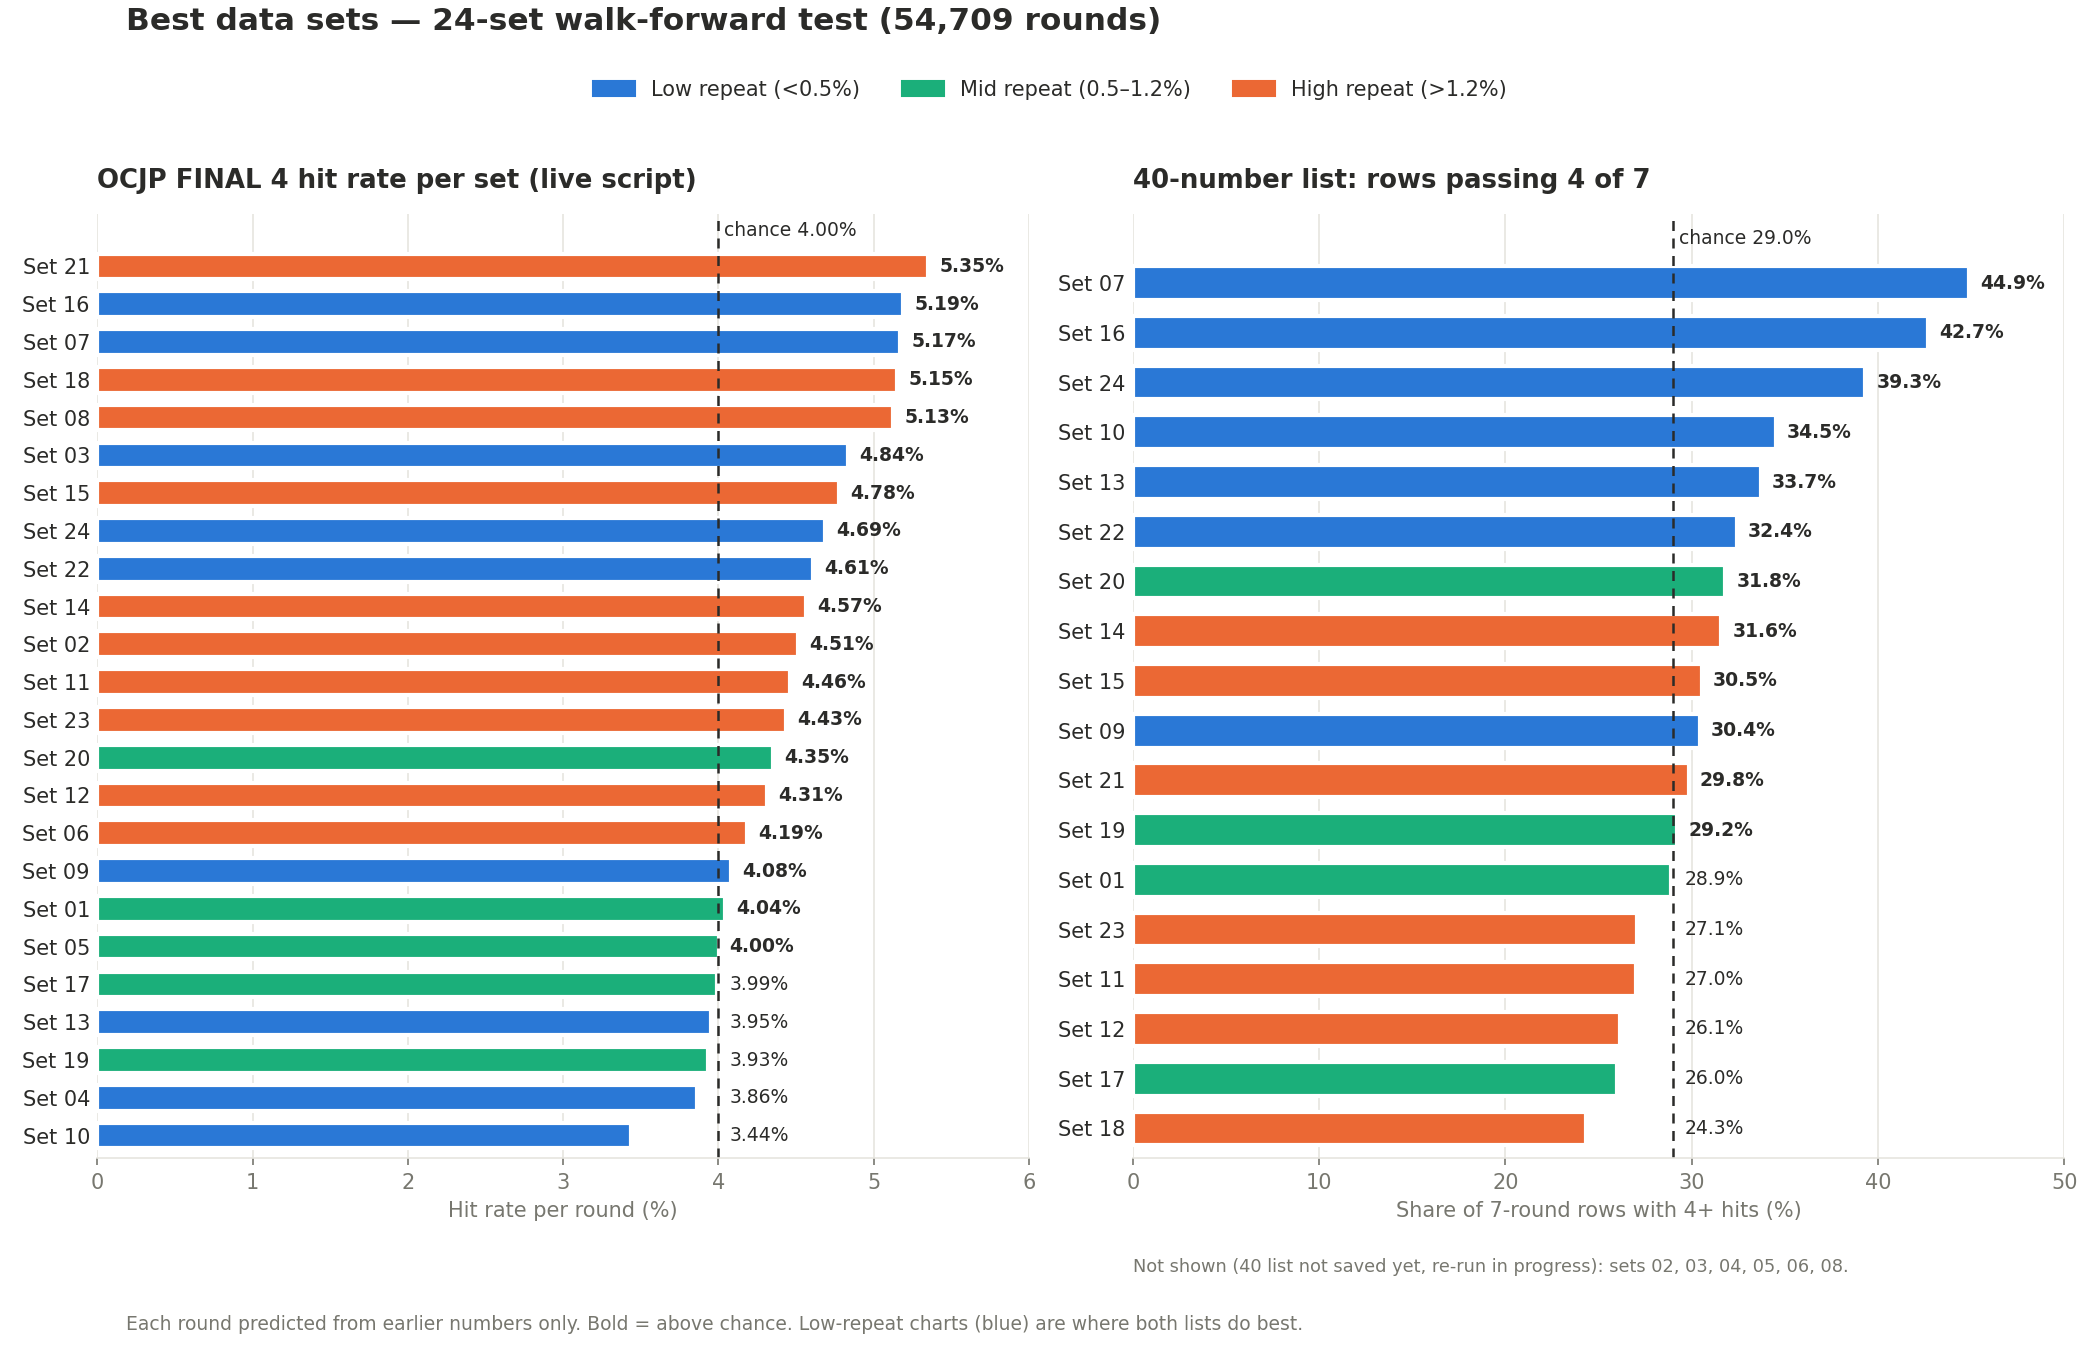 Best data sets — 24-set walk-forward test (54,709 rounds)
Low repeat (<0.5%)
Mid repeat (0.5–1.2%)
High repeat (>1.2%)
OCJP FINAL 4 hit rate per set (live script)
chance 4.00%
Set 21 5.35%
Set 16 5.19%
Set 07 5.17%
Set 18 5.15%
Set 08 5.13%
Set 03 4.84%
Set 15 4.78%
Set 24 4.69%
Set 22 4.61%
Set 14 4.57%
Set 02 4.51%
Set 11 4.46%
Set 23 4.43%
Set 20 4.35%
Set 12 4.31%
Set 06 4.19%
Set 09 4.08%
Set 01 4.04%
Set 05 4.00%
Set 17 3.99%
Set 13 3.95%
Set 19 3.93%
Set 04 3.86%
Set 10 3.44%
0 1 2 3 4 5 6
Hit rate per round (%)
40-number list: rows passing 4 of 7
chance 29.0%
Set 07 44.9%
Set 16 42.7%
Set 24 39.3%
Set 10 34.5%
Set 13 33.7%
Set 22 32.4%
Set 20 31.8%
Set 14 31.6%
Set 15 30.5%
Set 09 30.4%
Set 21 29.8%
Set 19 29.2%
Set 01 28.9%
Set 23 27.1%
Set 11 27.0%
Set 12 26.1%
Set 17 26.0%
Set 18 24.3%
0 10 20 30 40 50
Share of 7-round rows with 4+ hits (%)
Not shown (40 list not saved yet, re-run in progress): sets 02, 03, 04, 05, 06, 08.
Each round predicted from earlier numbers only. Bold = above chance. Low-repeat charts (blue) are where both lists do best.